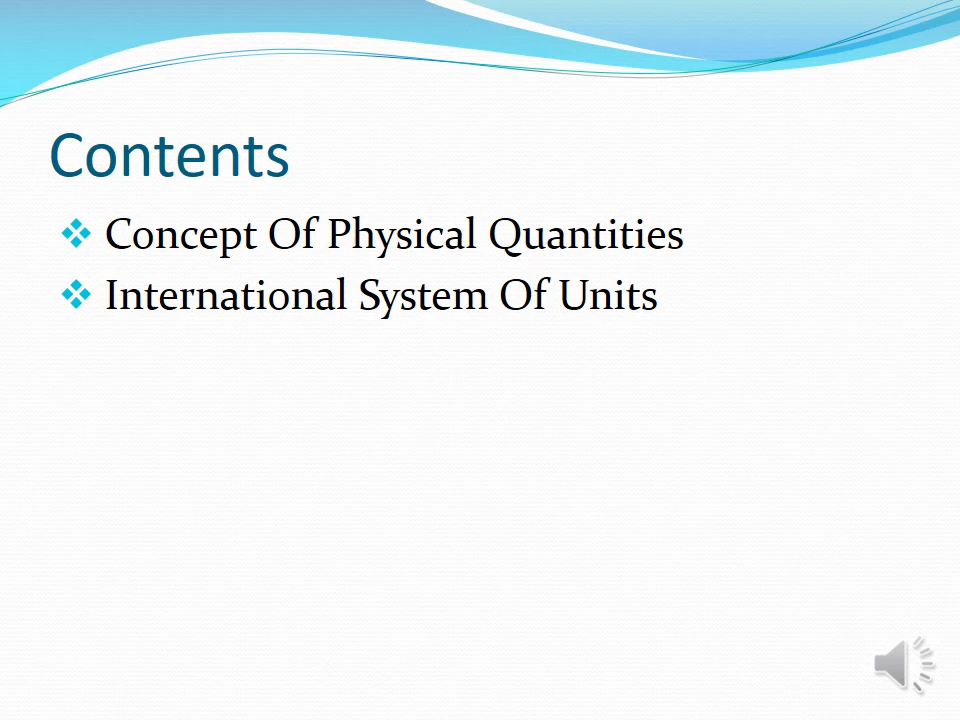 Contents
Concept Of Physical Quantities
International System Of Units